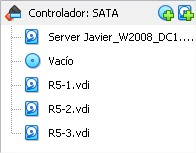 Controlador: SATA
Server Javier_W2008_DC1....
Vacío
R5-1.vdi
R5-2.vdi
R5-3.vdi